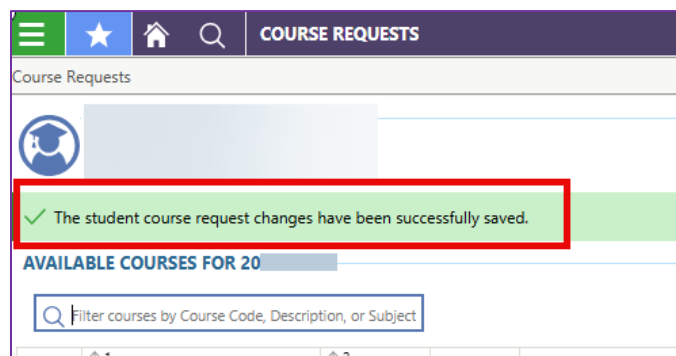 COURSE REQUESTS
Course Requests
The student course request changes have been successfully saved.
AVAILABLE COURSES FOR 20
Filter courses by Course Code, Description, or Subject
1 2